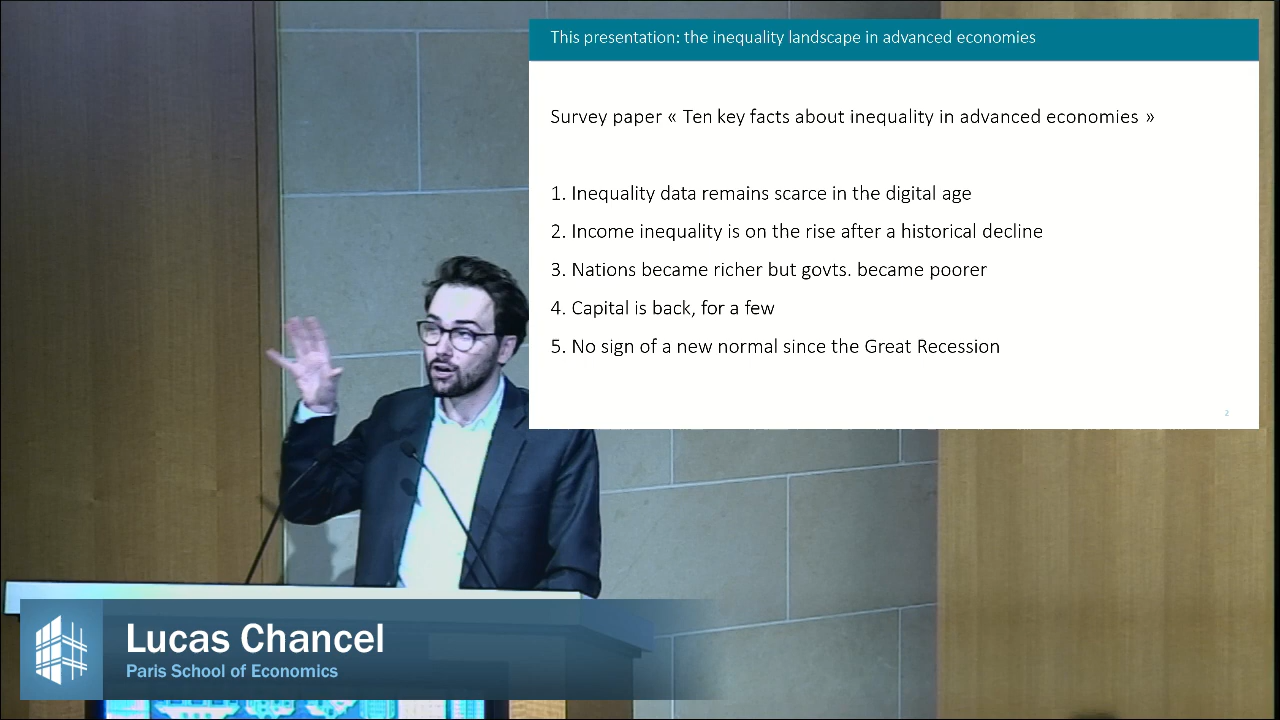 This presentation: the inequality landscape in advanced economies
Survey paper « Ten key facts about inequality in advanced economies »
1. Inequality data remains scarce in the digital age
2. Income inequality is on the rise after a historical decline
3. Nations became richer but govts. became poorer
4. Capital is back, for a few
5. No sign of a new normal since the Great Recession
2
Lucas Chancel
Paris School of Economics